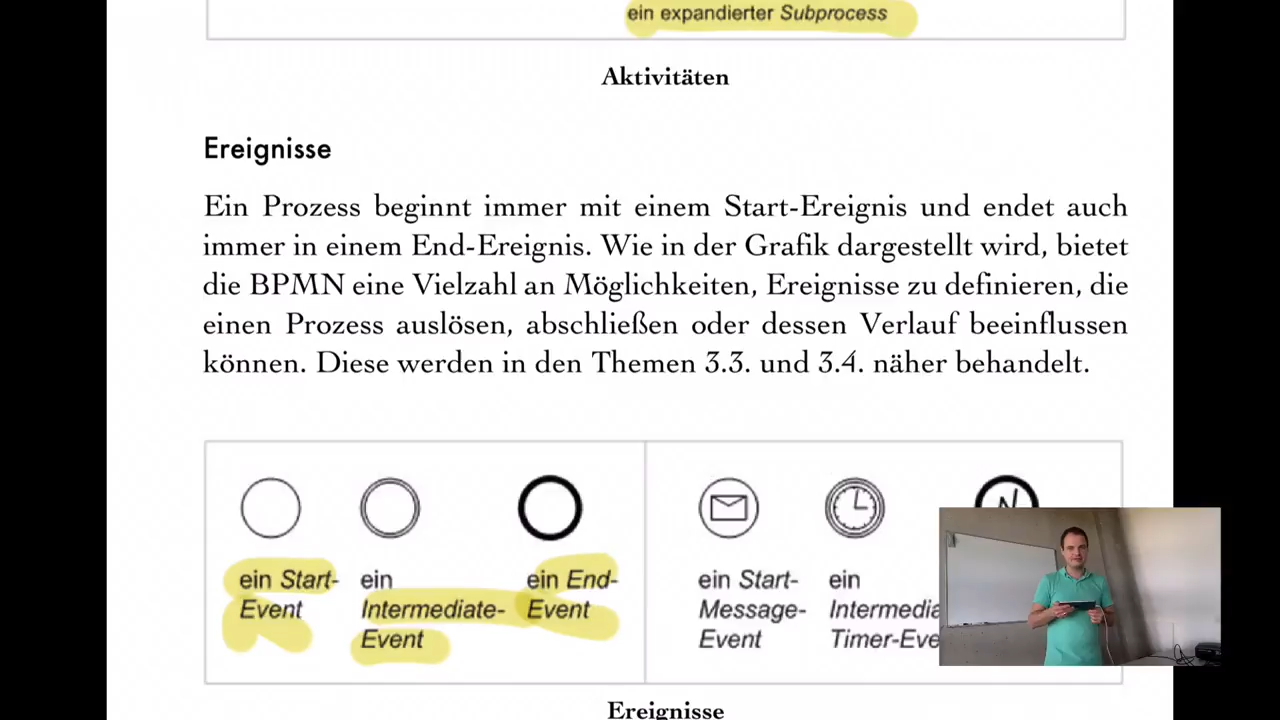 ein expandierter Subprocess
Aktivitäten
Ereignisse
Ein Prozess beginnt immer mit einem Start-Ereignis und endet auch
immer in einem End-Ereignis. Wie in der Grafik dargestellt wird, bietet
die BPMN eine Vielzahl an Möglichkeiten, Ereignisse zu definieren, die
einen Prozess auslösen, abschließen oder dessen Verlauf beeinflussen
können. Diese werden in den Themen 3.3. und 3.4. näher behandelt.
ein Start-
Event
ein
Intermediate-
Event
ein End-
Event
ein Start-
Message-
Event
ein
Intermedia
Timer-Eve
Ereignisse